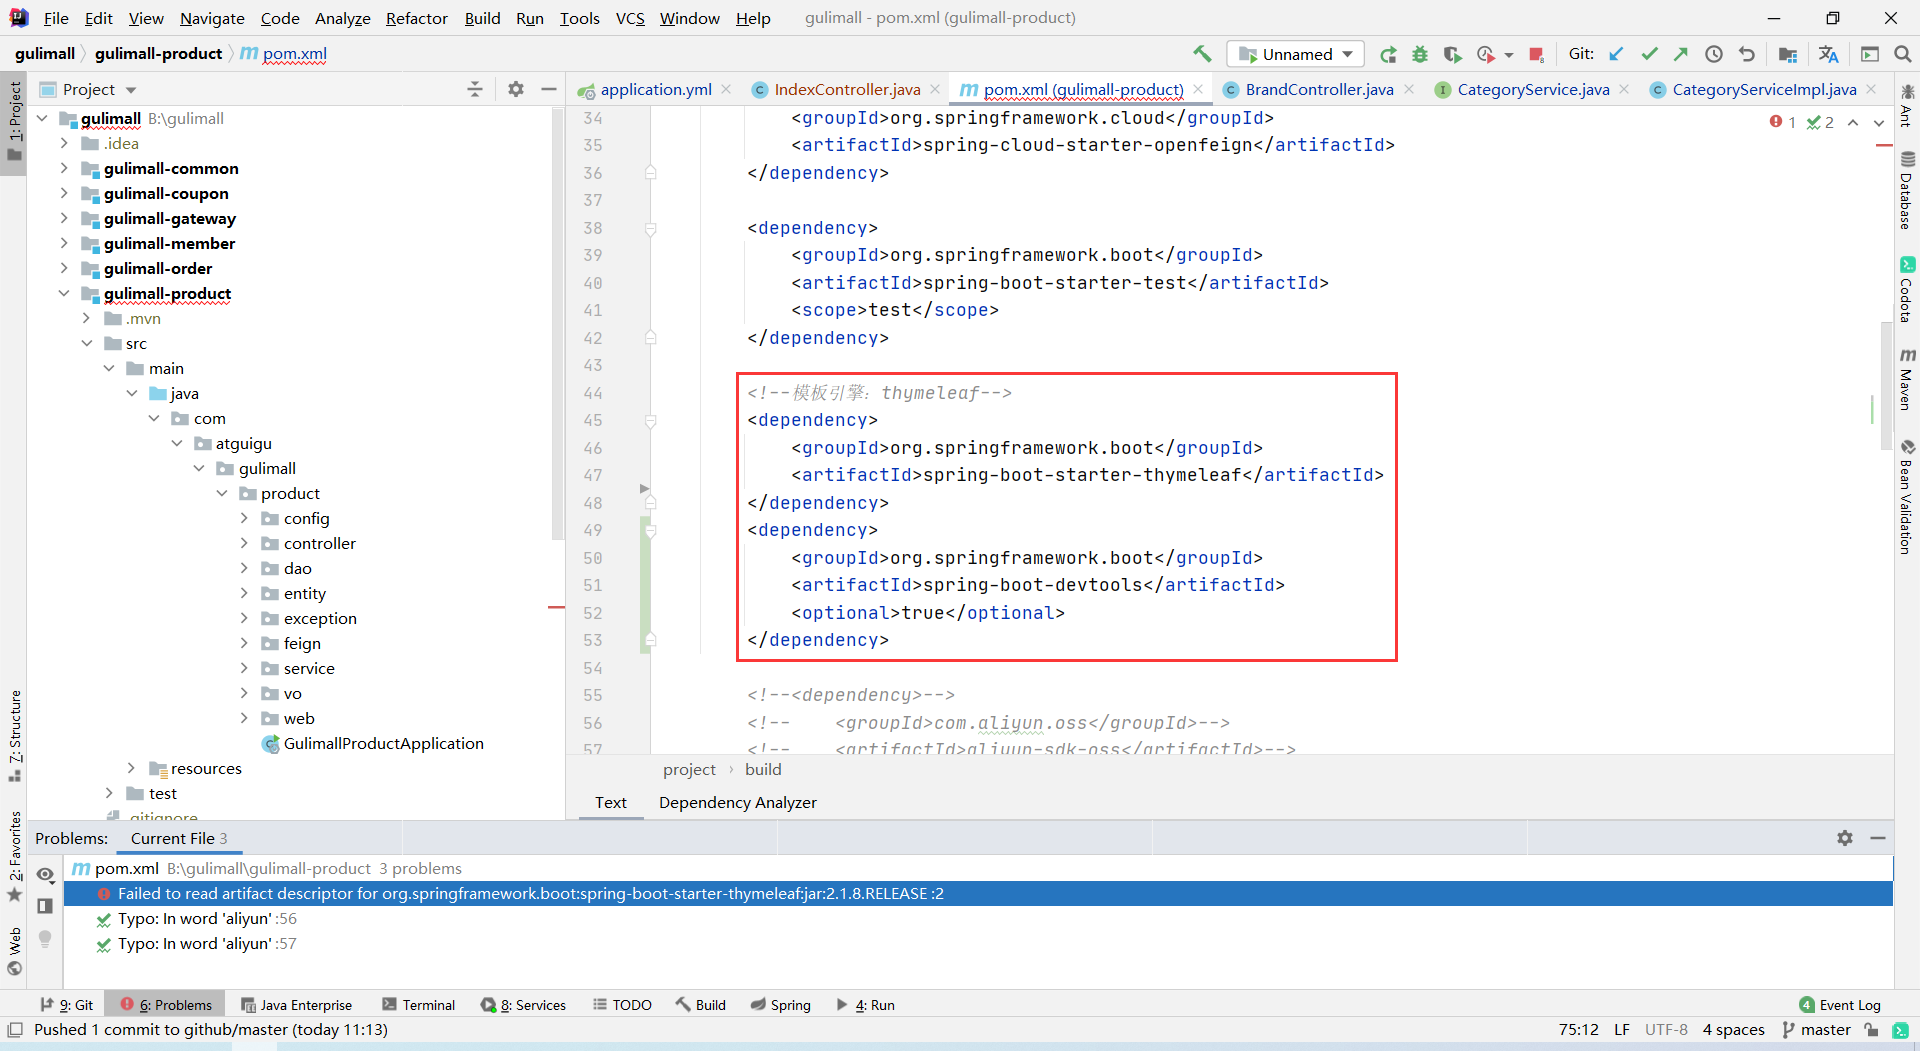 File Edit View Navigate Code Analyze Refactor Build Run Tools VCS Window Help gulimall - pom.xml (gulimall-product)
gulimall gulimall-product m pom.xml Unnamed Git:
1: Project
Project
application.yml IndexController.java m pom.xml (gulimall-product) BrandController.java CategoryService.java CategoryServiceImpl.java
gulimall B:\gulimall
.idea
gulimall-common
gulimall-coupon
gulimall-gateway
gulimall-member
gulimall-order
gulimall-product
.mvn
src
main
java
com
atguigu
gulimall
product
config
controller
dao
entity
exception
feign
service
vo
web
GulimallProductApplication
resources
test
.gitignore
34 <groupId>org.springframework.cloud</groupId>
35 <artifactId>spring-cloud-starter-openfeign</artifactId>
36 </dependency>
37
38 <dependency>
39 <groupId>org.springframework.boot</groupId>
40 <artifactId>spring-boot-starter-test</artifactId>
41 <scope>test</scope>
42 </dependency>
43
44 <!--模板引擎：thymeleaf-->
45 <dependency>
46 <groupId>org.springframework.boot</groupId>
47 <artifactId>spring-boot-starter-thymeleaf</artifactId>
48 </dependency>
49 <dependency>
50 <groupId>org.springframework.boot</groupId>
51 <artifactId>spring-boot-devtools</artifactId>
52 <optional>true</optional>
53 </dependency>
54
55 <!--<dependency>-->
56 <!-- <groupId>com.aliyun.oss</groupId>-->
57 <!-- <artifactId>aliyun-sdk-oss</artifactId>-->
1 2
Ant
Database
Codota
m Maven
Bean Validation
project › build
Text Dependency Analyzer
7: Structure
2: Favorites
Web
Problems: Current File 3
m pom.xml B:\gulimall\gulimall-product 3 problems
Failed to read artifact descriptor for org.springframework.boot:spring-boot-starter-thymeleaf:jar:2.1.8.RELEASE :2
Typo: In word 'aliyun' :56
Typo: In word 'aliyun' :57
9: Git 6: Problems Java Enterprise Terminal 8: Services TODO Build Spring 4: Run 4 Event Log
Pushed 1 commit to github/master (today 11:13) 75:12 LF UTF-8 4 spaces master